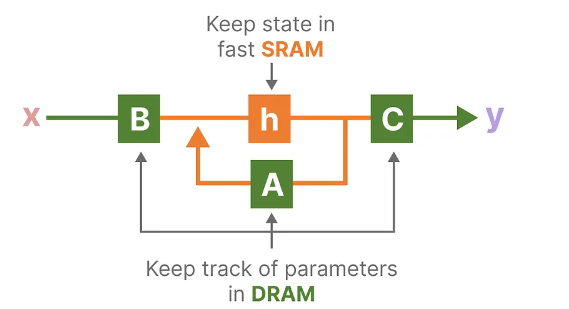 Keep state in
fast SRAM
x B h C y
A
Keep track of parameters
in DRAM